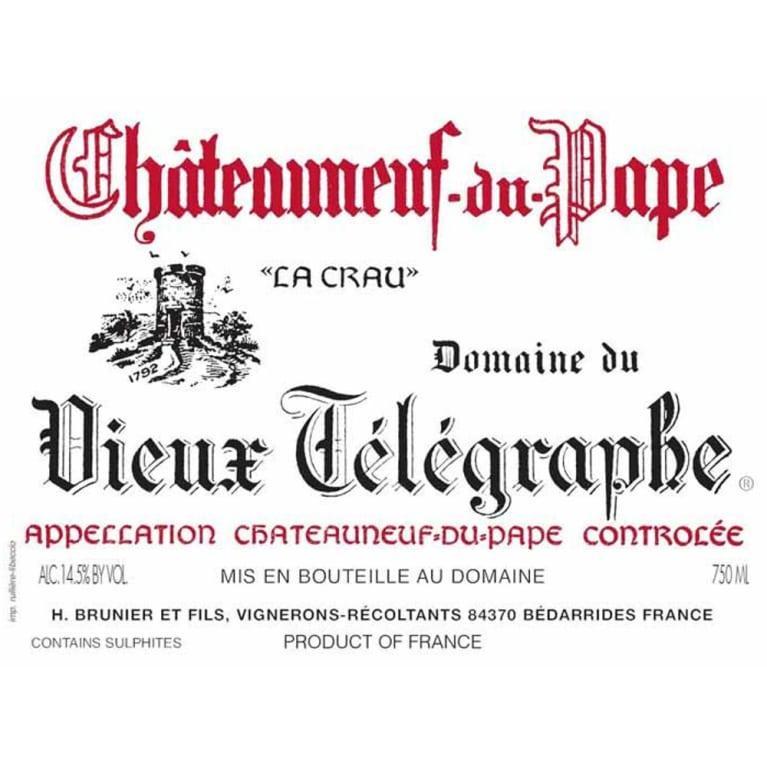 Châteauneuf-du-Pape
"LA CRAU"
1792
Domaine du
Vieux Télégraphe ®
APPELLATION CHATEAUNEUF-DU-PAPE CONTROLÉE
ALC.14.5% BY VOL. MIS EN BOUTEILLE AU DOMAINE 750 ML
H. BRUNIER ET FILS, VIGNERONS-RÉCOLTANTS 84370 BÉDARRIDES FRANCE
CONTAINS SULPHITES PRODUCT OF FRANCE